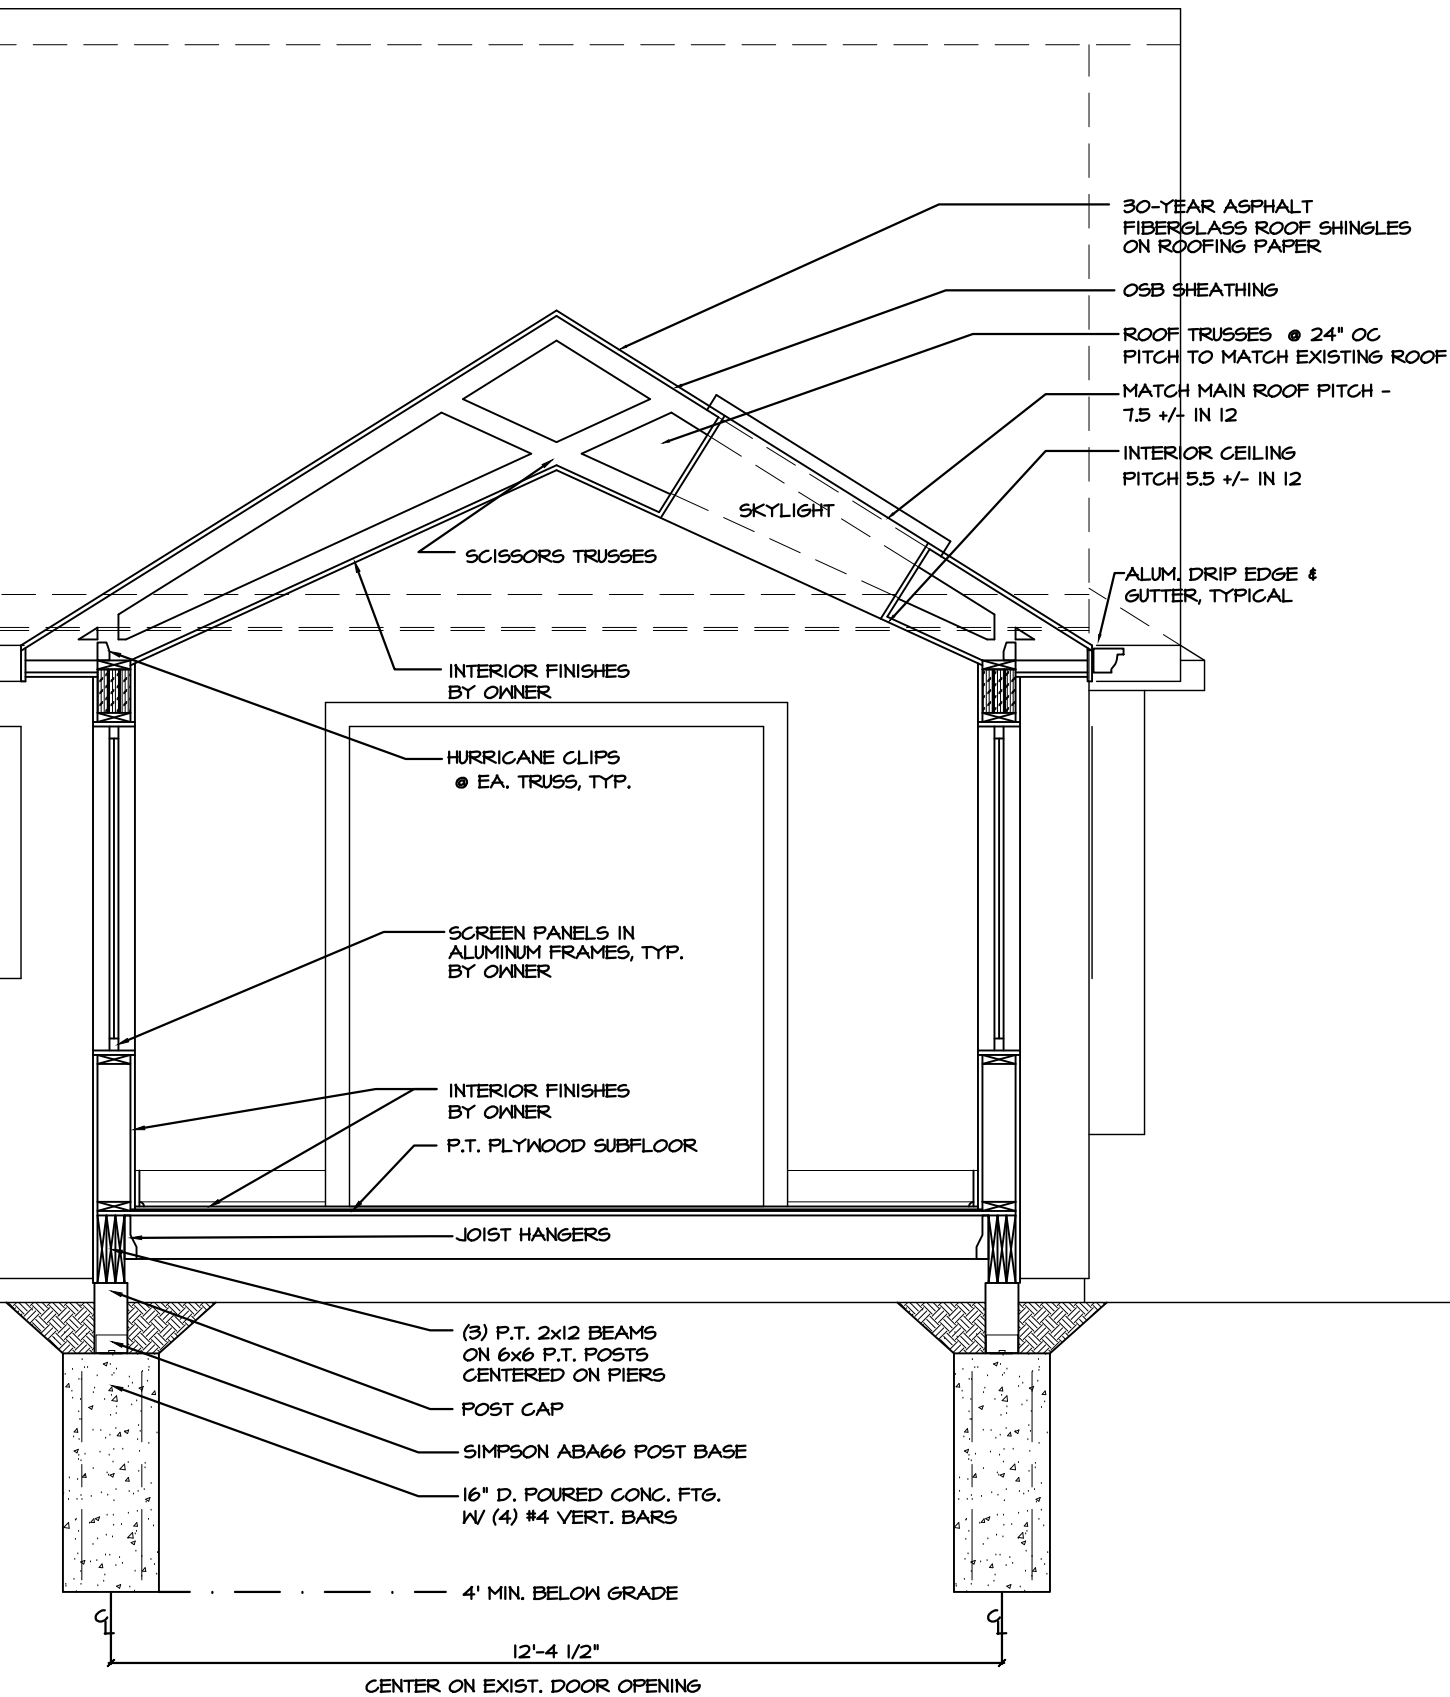 30-YEAR ASPHALT
FIBERGLASS ROOF SHINGLES
ON ROOFING PAPER
OSB SHEATHING
ROOF TRUSSES @ 24" OC
PITCH TO MATCH EXISTING ROOF
MATCH MAIN ROOF PITCH -
7.5 +/- IN 12
INTERIOR CEILING
PITCH 5.5 +/- IN 12
SKYLIGHT
SCISSORS TRUSSES
ALUM. DRIP EDGE &
GUTTER, TYPICAL
INTERIOR FINISHES
BY OWNER
HURRICANE CLIPS
@ EA. TRUSS, TYP.
SCREEN PANELS IN
ALUMINUM FRAMES, TYP.
BY OWNER
INTERIOR FINISHES
BY OWNER
P.T. PLYWOOD SUBFLOOR
JOIST HANGERS
(3) P.T. 2x12 BEAMS
ON 6x6 P.T. POSTS
CENTERED ON PIERS
POST CAP
SIMPSON ABA66 POST BASE
16" D. POURED CONC. FTG.
W/ (4) #4 VERT. BARS
4' MIN. BELOW GRADE
CL
CL
12'-4 1/2"
CENTER ON EXIST. DOOR OPENING